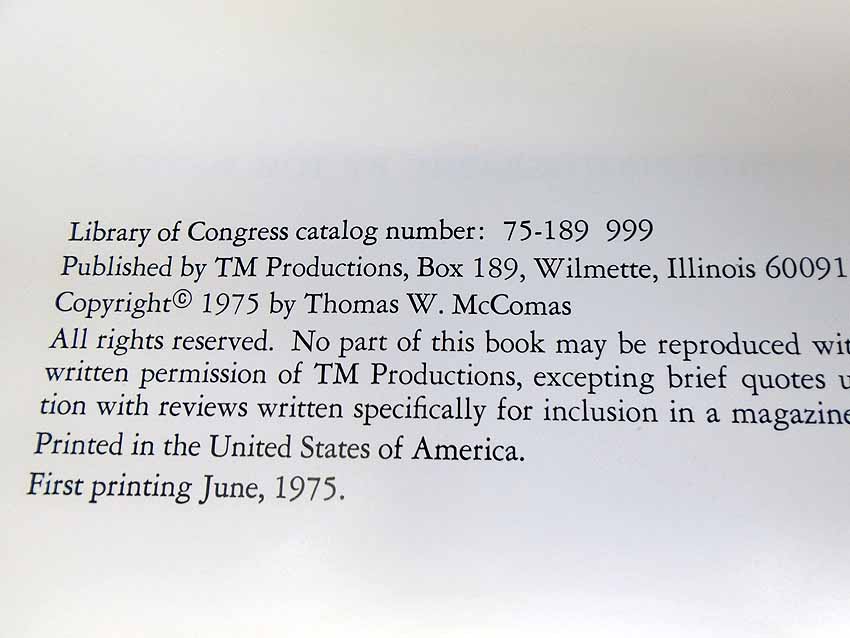 Library of Congress catalog number: 75-189 999
Published by TM Productions, Box 189, Wilmette, Illinois 60091
Copyright© 1975 by Thomas W. McComas
All rights reserved. No part of this book may be reproduced wit
written permission of TM Productions, excepting brief quotes u
tion with reviews written specifically for inclusion in a magazine
Printed in the United States of America.
First printing June, 1975.